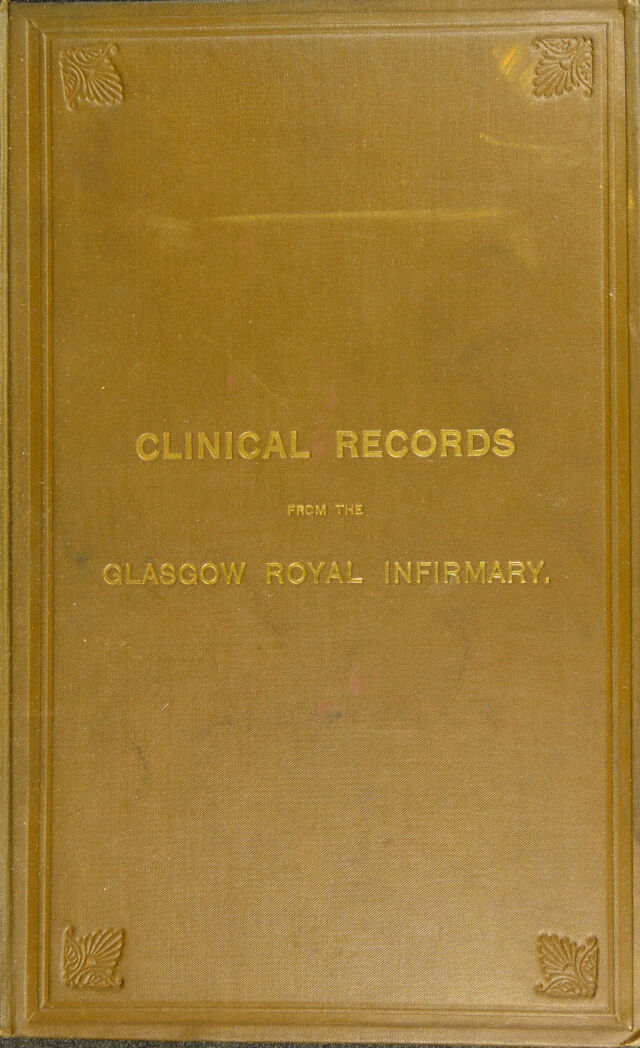 CLINICAL RECORDS
FROM THE
GLASGOW ROYAL INFIRMARY.